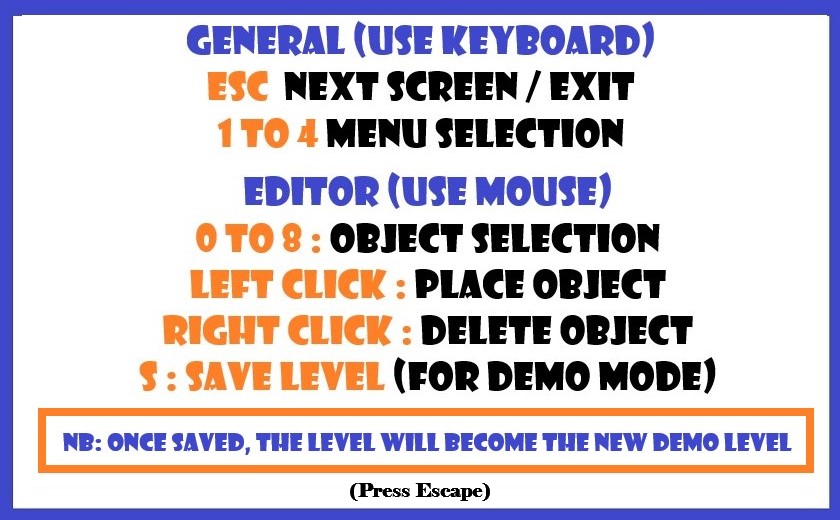 GENERAL (USE KEYBOARD)
ESC NEXT SCREEN / EXIT
1 TO 4 MENU SELECTION
EDITOR (USE MOUSE)
0 TO 8 : OBJECT SELECTION
LEFT CLICK : PLACE OBJECT
RIGHT CLICK : DELETE OBJECT
S : SAVE LEVEL (FOR DEMO MODE)
NB: ONCE SAVED, THE LEVEL WILL BECOME THE NEW DEMO LEVEL
(Press Escape)